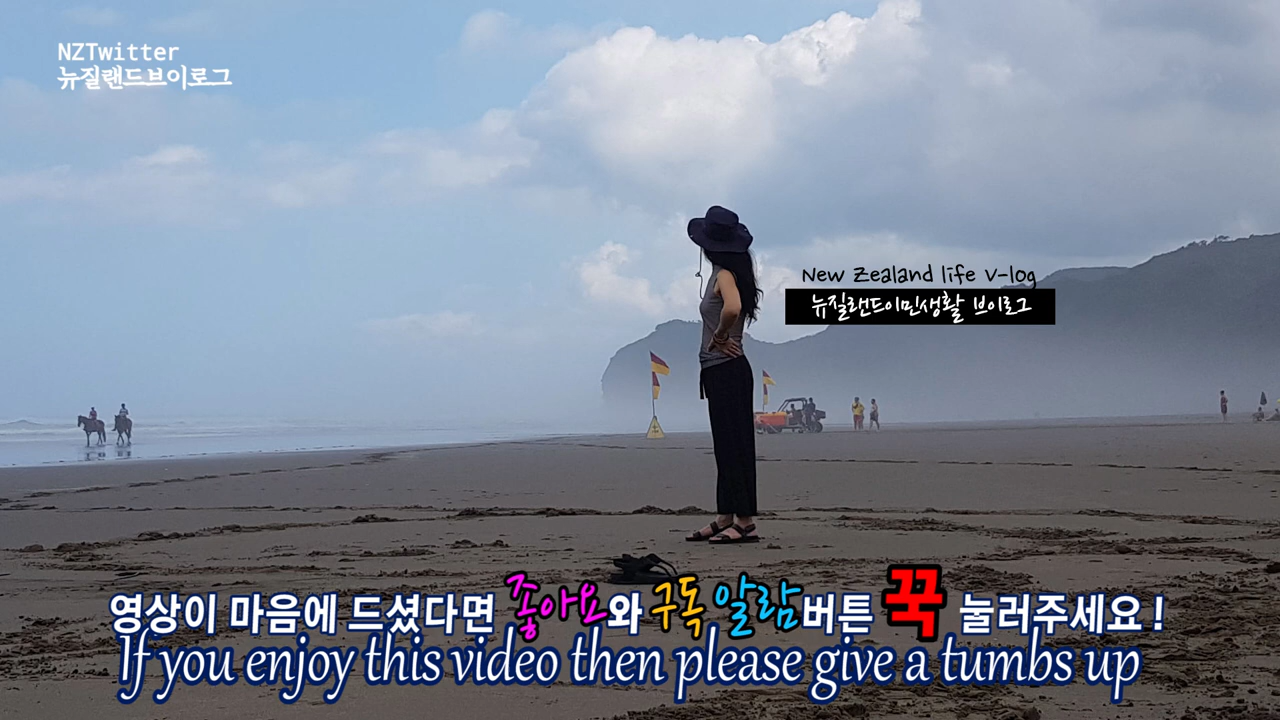 NZTwitter
뉴질랜드브이로그
New Zealand life V-log
뉴질랜드이민생활 브이로그
영상이 마음에 드셨다면 좋아요와 구독 알람버튼 꾹 눌러주세요 !
If you enjoy this video then please give a tumbs up